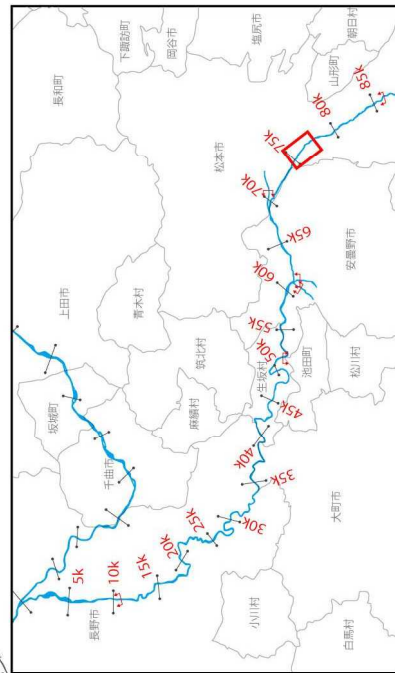 長和町
下諏訪町
岡谷市
塩尻市
朝日村
山形村
85k
80k
75k
松本市
70k
65k
安曇野市
60k
上田市
青木村
筑北村
55k
50k
生坂村
池田町
松川村
坂城町
麻績村
45k
千曲市
40k
35k
大町市
30k
25k
20k
15k
10k
5k
長野市
小川村
白馬村